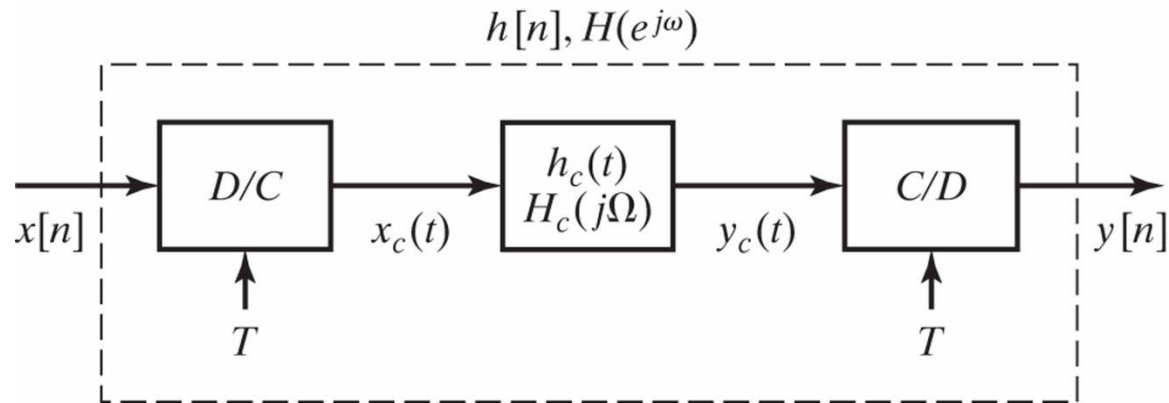 h[n], H(e^{jω})
D/C
h_c(t)
H_c(jΩ)
C/D
x[n]
x_c(t)
y_c(t)
y[n]
T
T